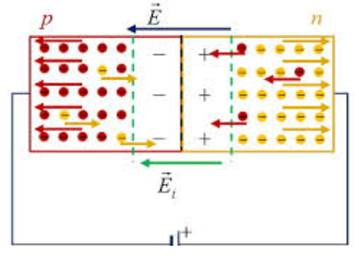 p E⃗ n
− +
− +
− +
E⃗ᵢ
+